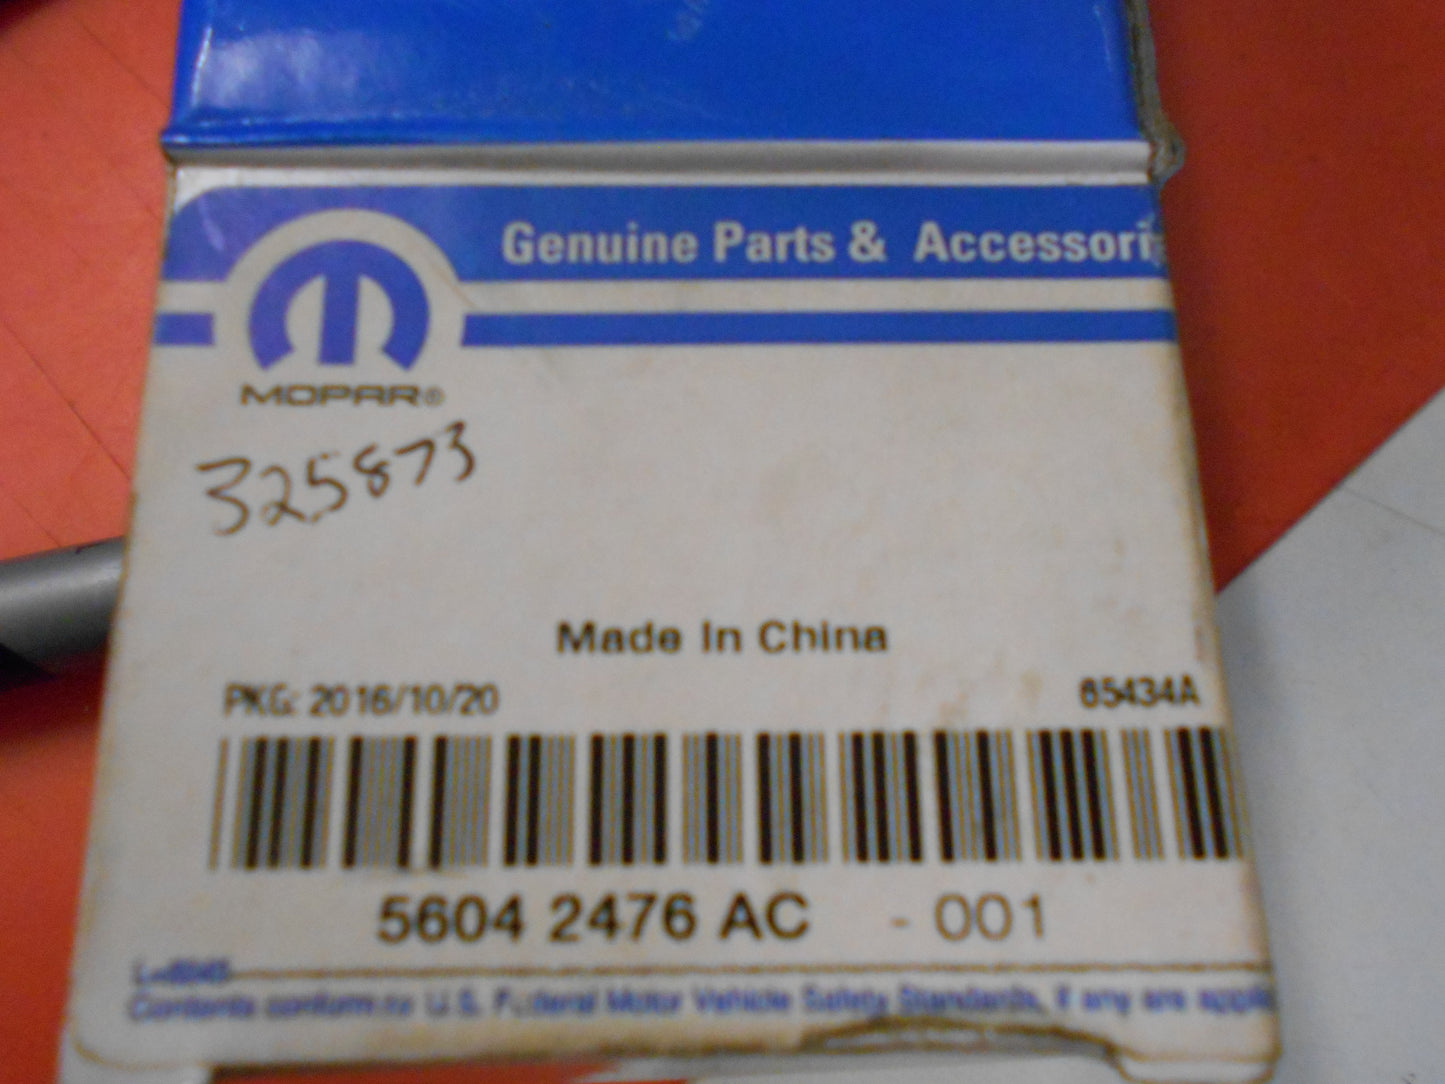 Genuine Parts & Accessori
MOPAR®
325873
Made In China
PKG: 2016/10/20 65434A
5604 2476 AC - 001
Contents conform to U.S. Federal Motor Vehicle Safety Standards, if any are applic